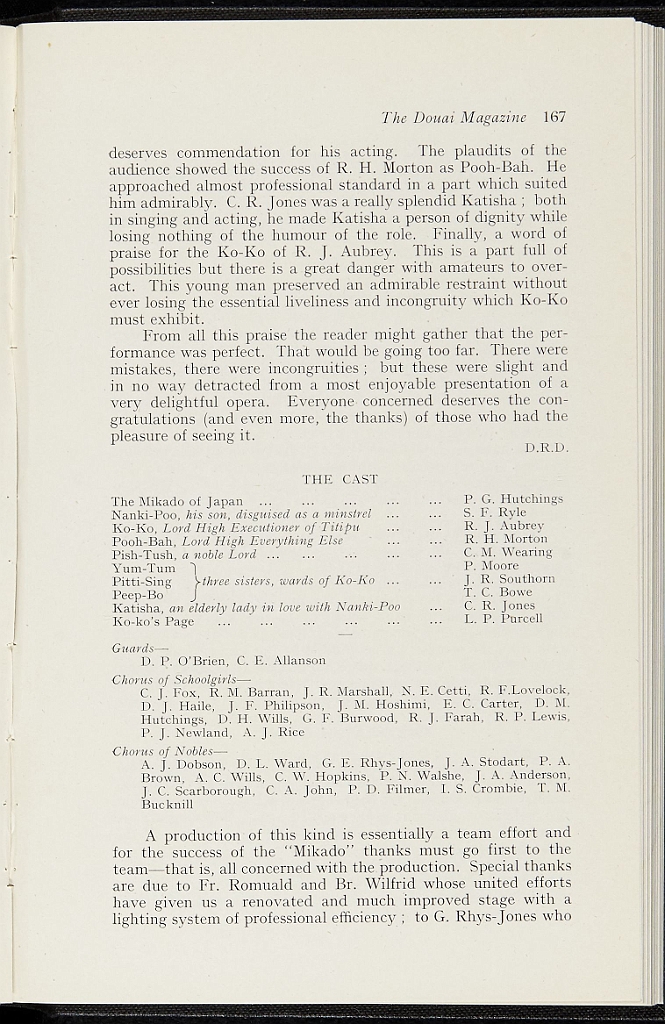 The Douai Magazine 167
deserves commendation for his acting. The plaudits of the
audience showed the success of R. H. Morton as Pooh-Bah. He
approached almost professional standard in a part which suited
him admirably. C. R. Jones was a really splendid Katisha ; both
in singing and acting, he made Katisha a person of dignity while
losing nothing of the humour of the role. Finally, a word of
praise for the Ko-Ko of R. J. Aubrey. This is a part full of
possibilities but there is a great danger with amateurs to over-
act. This young man preserved an admirable restraint without
ever losing the essential liveliness and incongruity which Ko-Ko
must exhibit.
From all this praise the reader might gather that the per-
formance was perfect. That would be going too far. There were
mistakes, there were incongruities ; but these were slight and
in no way detracted from a most enjoyable presentation of a
very delightful opera. Everyone concerned deserves the con-
gratulations (and even more, the thanks) of those who had the
pleasure of seeing it.
D.R.D.
THE CAST
The Mikado of Japan ... ... ... ... ... P. G. Hutchings
Nanki-Poo, his son, disguised as a minstrel ... ... S. F. Ryle
Ko-Ko, Lord High Executioner of Titipu ... ... R. J. Aubrey
Pooh-Bah, Lord High Everything Else ... ... R. H. Morton
Pish-Tush, a noble Lord ... ... ... ... ... C. M. Wearing
Yum-Tum P. Moore
Pitti-Sing } three sisters, wards of Ko-Ko ... ... J. R. Southorn
Peep-Bo T. C. Bowe
Katisha, an elderly lady in love with Nanki-Poo ... C. R. Jones
Ko-ko's Page ... ... ... ... ... ... L. P. Purcell
Guards—
D. P. O'Brien, C. E. Allanson
Chorus of Schoolgirls—
C. J. Fox, R. M. Barran, J. R. Marshall, N. E. Cetti, R. F.Lovelock,
D. J. Haile, J. F. Philipson, J. M. Hoshimi, E. C. Carter, D. M.
Hutchings, D. H. Wills, G. F. Burwood, R. J. Farah, R. P. Lewis,
P. J. Newland, A. J. Rice
Chorus of Nobles—
A. J. Dobson, D. L. Ward, G. E. Rhys-Jones, J. A. Stodart, P. A.
Brown, A. C. Wills, C. W. Hopkins, P. N. Walshe, J. A. Anderson,
J. C. Scarborough, C. A. John, P. D. Filmer, I. S. Crombie, T. M.
Bucknill
A production of this kind is essentially a team effort and
for the success of the "Mikado" thanks must go first to the
team—that is, all concerned with the production. Special thanks
are due to Fr. Romuald and Br. Wilfrid whose united efforts
have given us a renovated and much improved stage with a
lighting system of professional efficiency ; to G. Rhys-Jones who